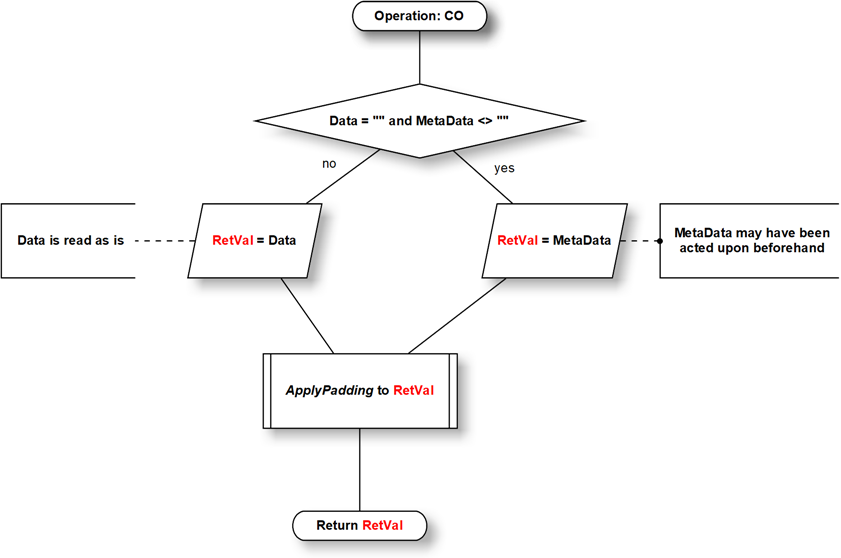 Operation: CO
Data = "" and MetaData <> ""
no
yes
Data is read as is
RetVal = Data
RetVal = MetaData
MetaData may have been
acted upon beforehand
ApplyPadding to RetVal
Return RetVal